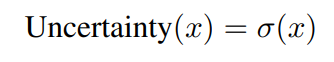 Uncertainty(x) = σ(x)